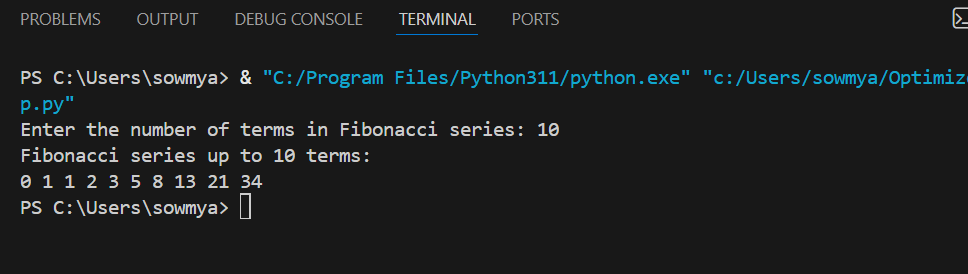 PROBLEMS OUTPUT DEBUG CONSOLE TERMINAL PORTS
PS C:\Users\sowmya> & "C:/Program Files/Python311/python.exe" "c:/Users/sowmya/Optimize
p.py"
Enter the number of terms in Fibonacci series: 10
Fibonacci series up to 10 terms:
0 1 1 2 3 5 8 13 21 34
PS C:\Users\sowmya>